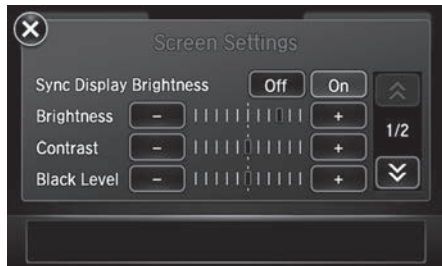 Screen Settings
Sync Display Brightness Off On
Brightness - +
1/2
Contrast - +
Black Level - +